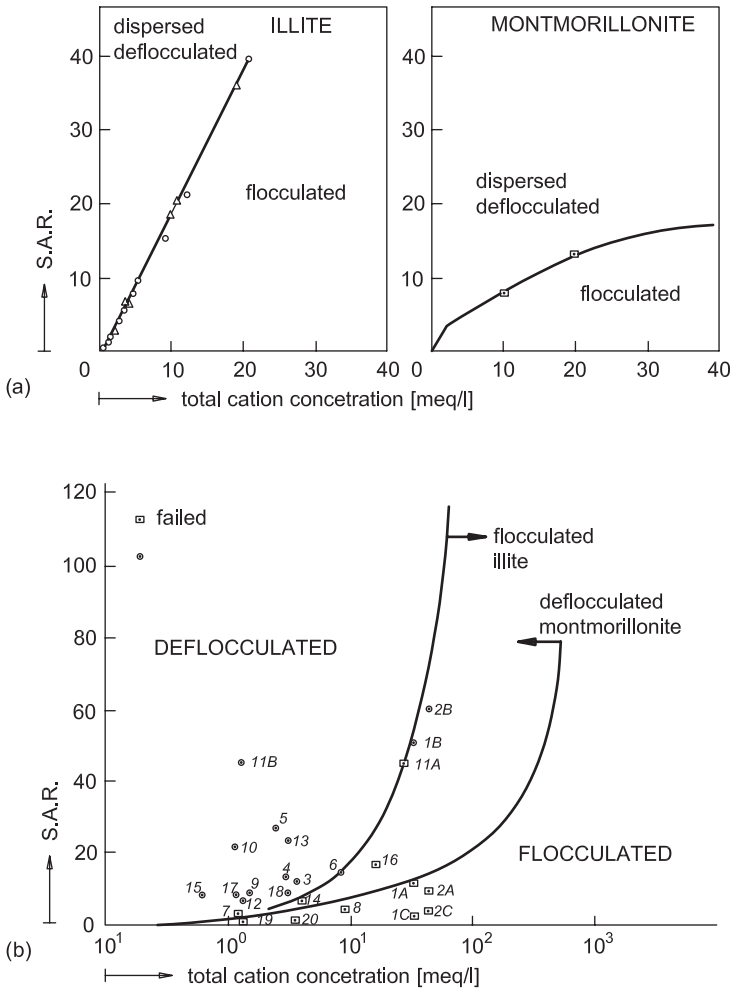 dispersed
deflocculated
ILLITE
MONTMORILLONITE
40
30
20
10
0
flocculated
S.A.R.
10
20
30
40
40
30
20
10
0
dispersed
deflocculated
flocculated
10
20
30
40
(a)
total cation concetration [meq/l]
120
100
80
60
40
20
0
failed
flocculated
illite
deflocculated
montmorillonite
DEFLOCCULATED
FLOCCULATED
2B
1B
11A
11B
5
13
10
6
16
4
3
15
17
9
18
14
12
7
19
20
8
1A
2A
1C
2C
S.A.R.
10¹
10⁰
10¹
10²
10³
(b)
total cation concetration [meq/l]